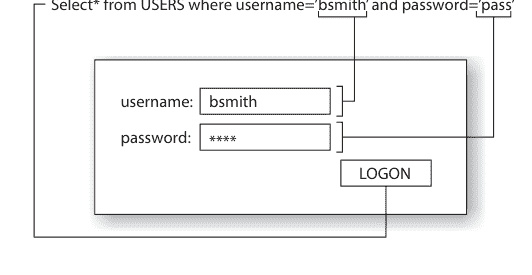 Select* from USERS where username='bsmith' and password='pass'
username: bsmith
password: ****
LOGON